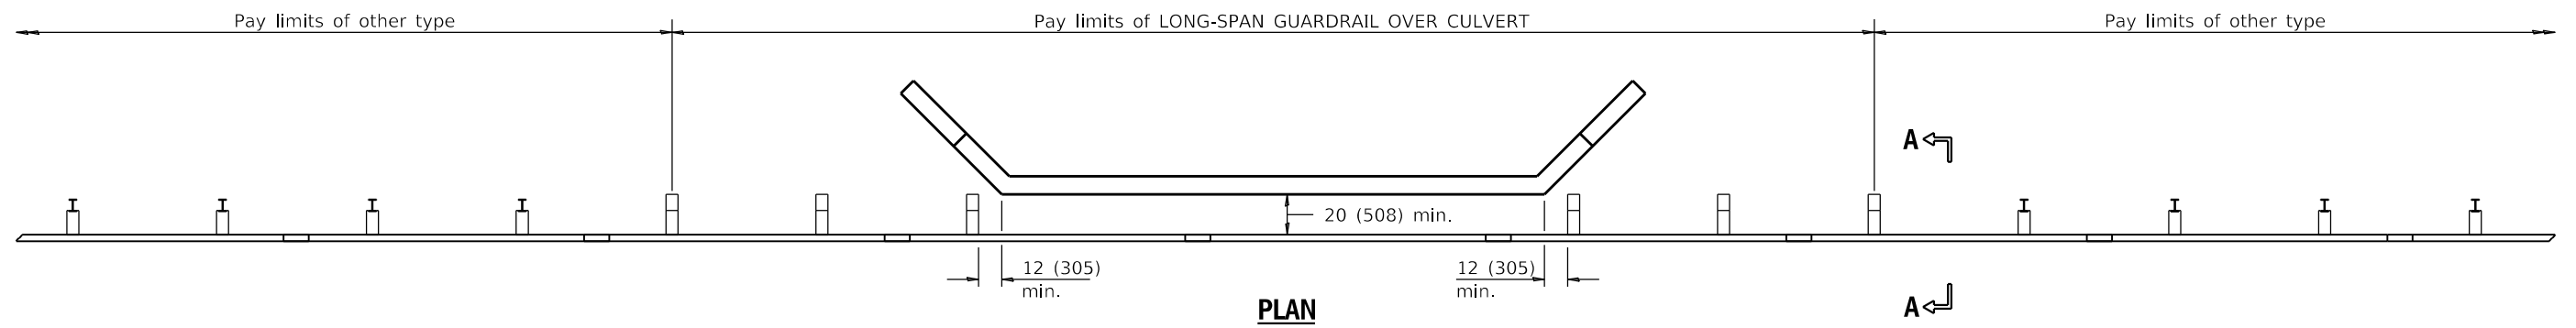 Pay limits of other type
Pay limits of LONG-SPAN GUARDRAIL OVER CULVERT
Pay limits of other type
A
20 (508) min.
12 (305)
min.
12 (305)
min.
A
PLAN